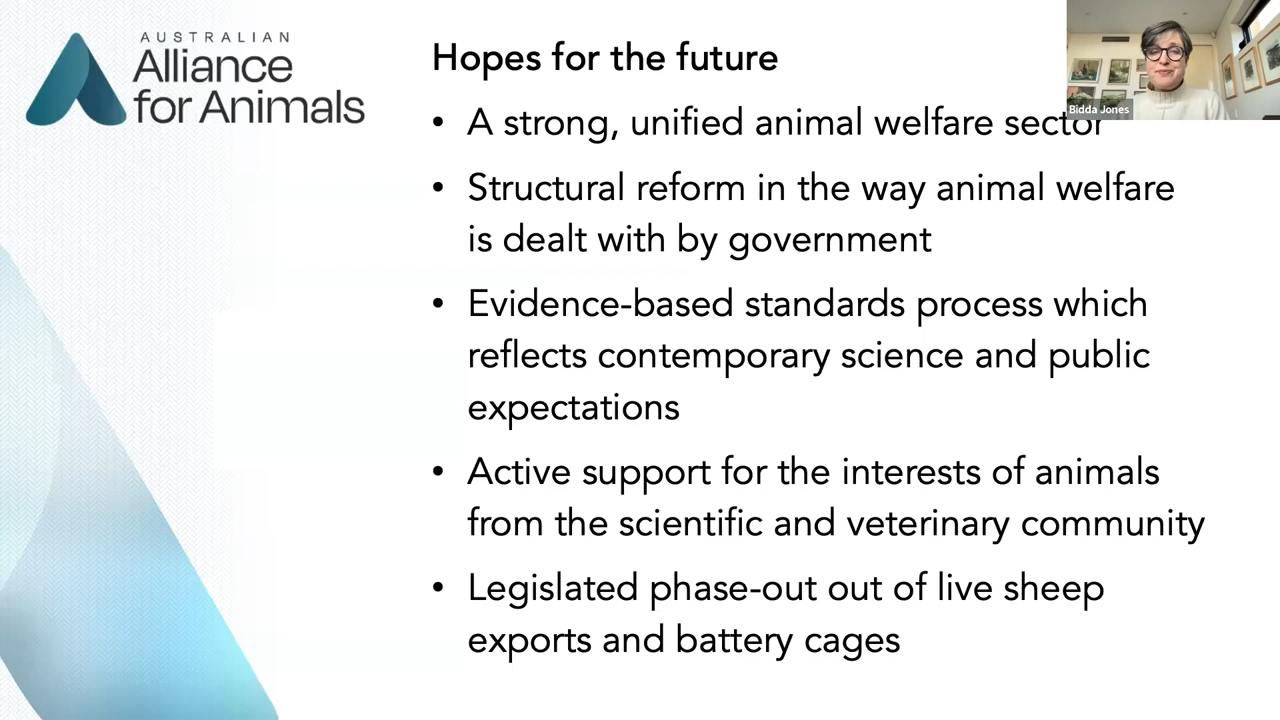 AUSTRALIAN
Alliance
for Animals
Hopes for the future
• A strong, unified animal welfare sector
• Structural reform in the way animal welfare
is dealt with by government
• Evidence-based standards process which
reflects contemporary science and public
expectations
• Active support for the interests of animals
from the scientific and veterinary community
• Legislated phase-out out of live sheep
exports and battery cages
Bidda Jones